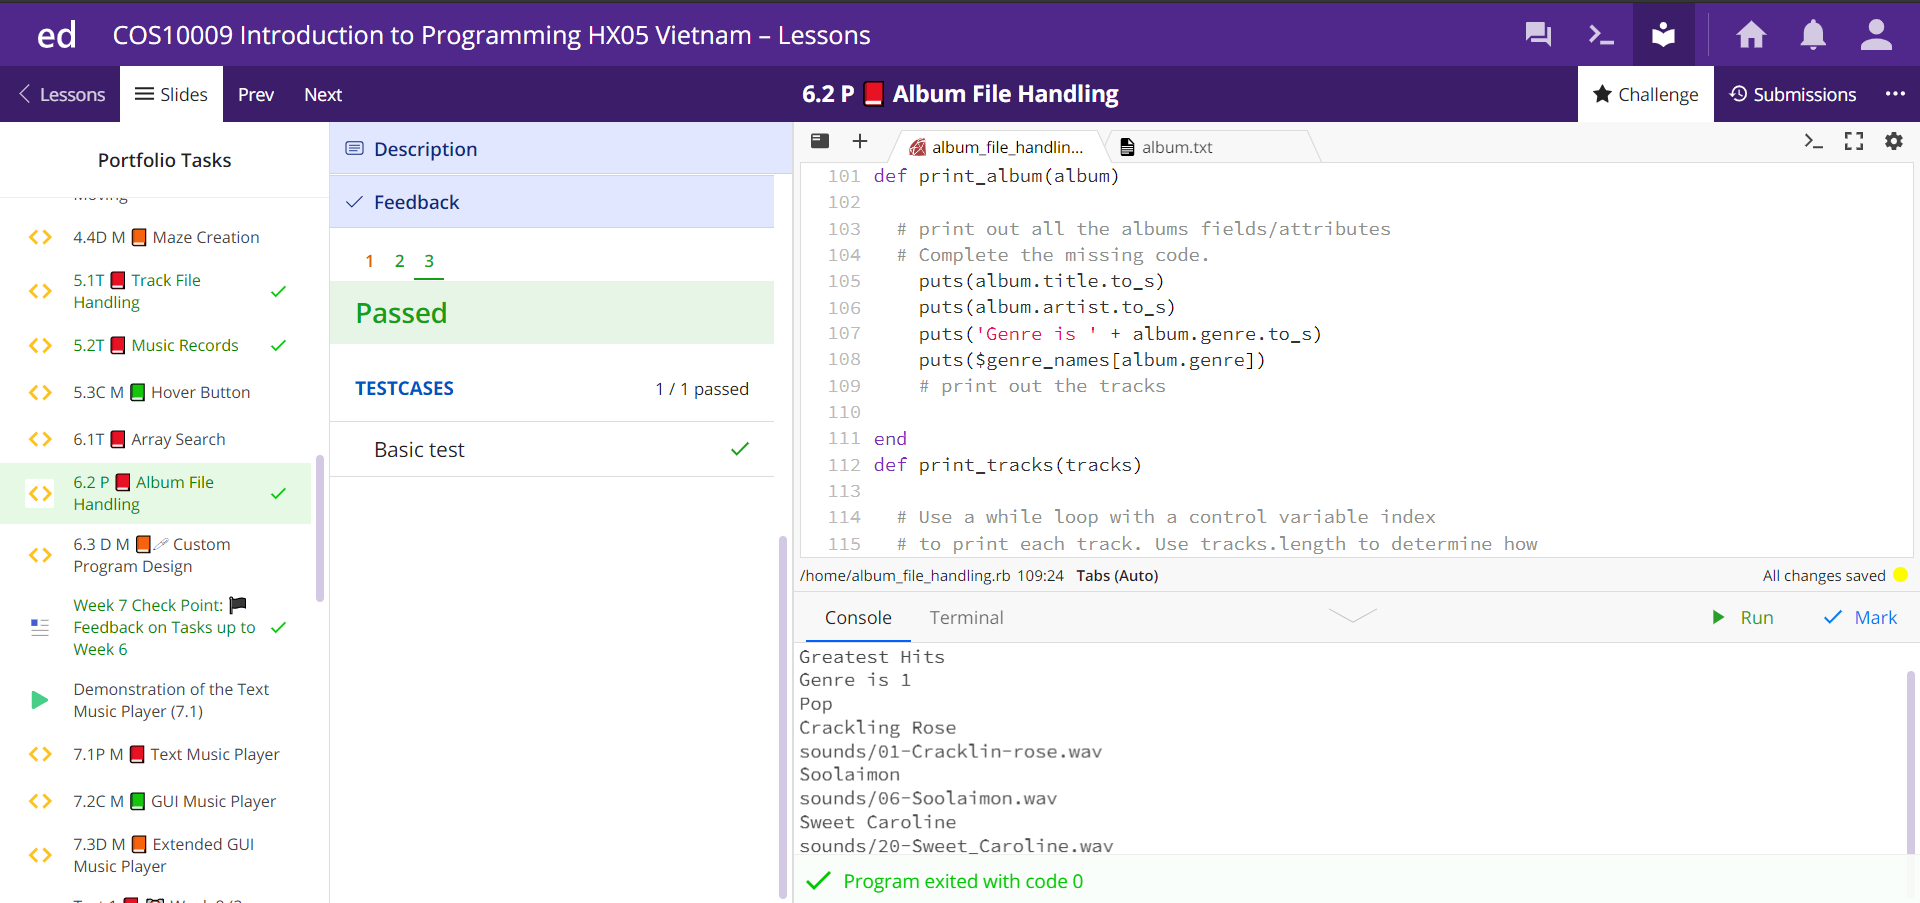 ed COS10009 Introduction to Programming HX05 Vietnam – Lessons
Lessons Slides Prev Next
6.2 P Album File Handling
Challenge Submissions
Portfolio Tasks
Moving
4.4D M Maze Creation
5.1T Track File
Handling
5.2T Music Records
5.3C M Hover Button
6.1T Array Search
6.2 P Album File
Handling
6.3 D M Custom
Program Design
Week 7 Check Point:
Feedback on Tasks up to
Week 6
Demonstration of the Text
Music Player (7.1)
7.1P M Text Music Player
7.2C M GUI Music Player
7.3D M Extended GUI
Music Player
Description
Feedback
1 2 3
Passed
TESTCASES 1 / 1 passed
Basic test
album_file_handlin... album.txt
101 def print_album(album)
102
103 # print out all the albums fields/attributes
104 # Complete the missing code.
105 puts(album.title.to_s)
106 puts(album.artist.to_s)
107 puts('Genre is ' + album.genre.to_s)
108 puts($genre_names[album.genre])
109 # print out the tracks
110
111 end
112 def print_tracks(tracks)
113
114 # Use a while loop with a control variable index
115 # to print each track. Use tracks.length to determine how
/home/album_file_handling.rb 109:24 Tabs (Auto) All changes saved
Console Terminal Run Mark
Greatest Hits
Genre is 1
Pop
Crackling Rose
sounds/01-Cracklin-rose.wav
Soolaimon
sounds/06-Soolaimon.wav
Sweet Caroline
sounds/20-Sweet_Caroline.wav
Program exited with code 0